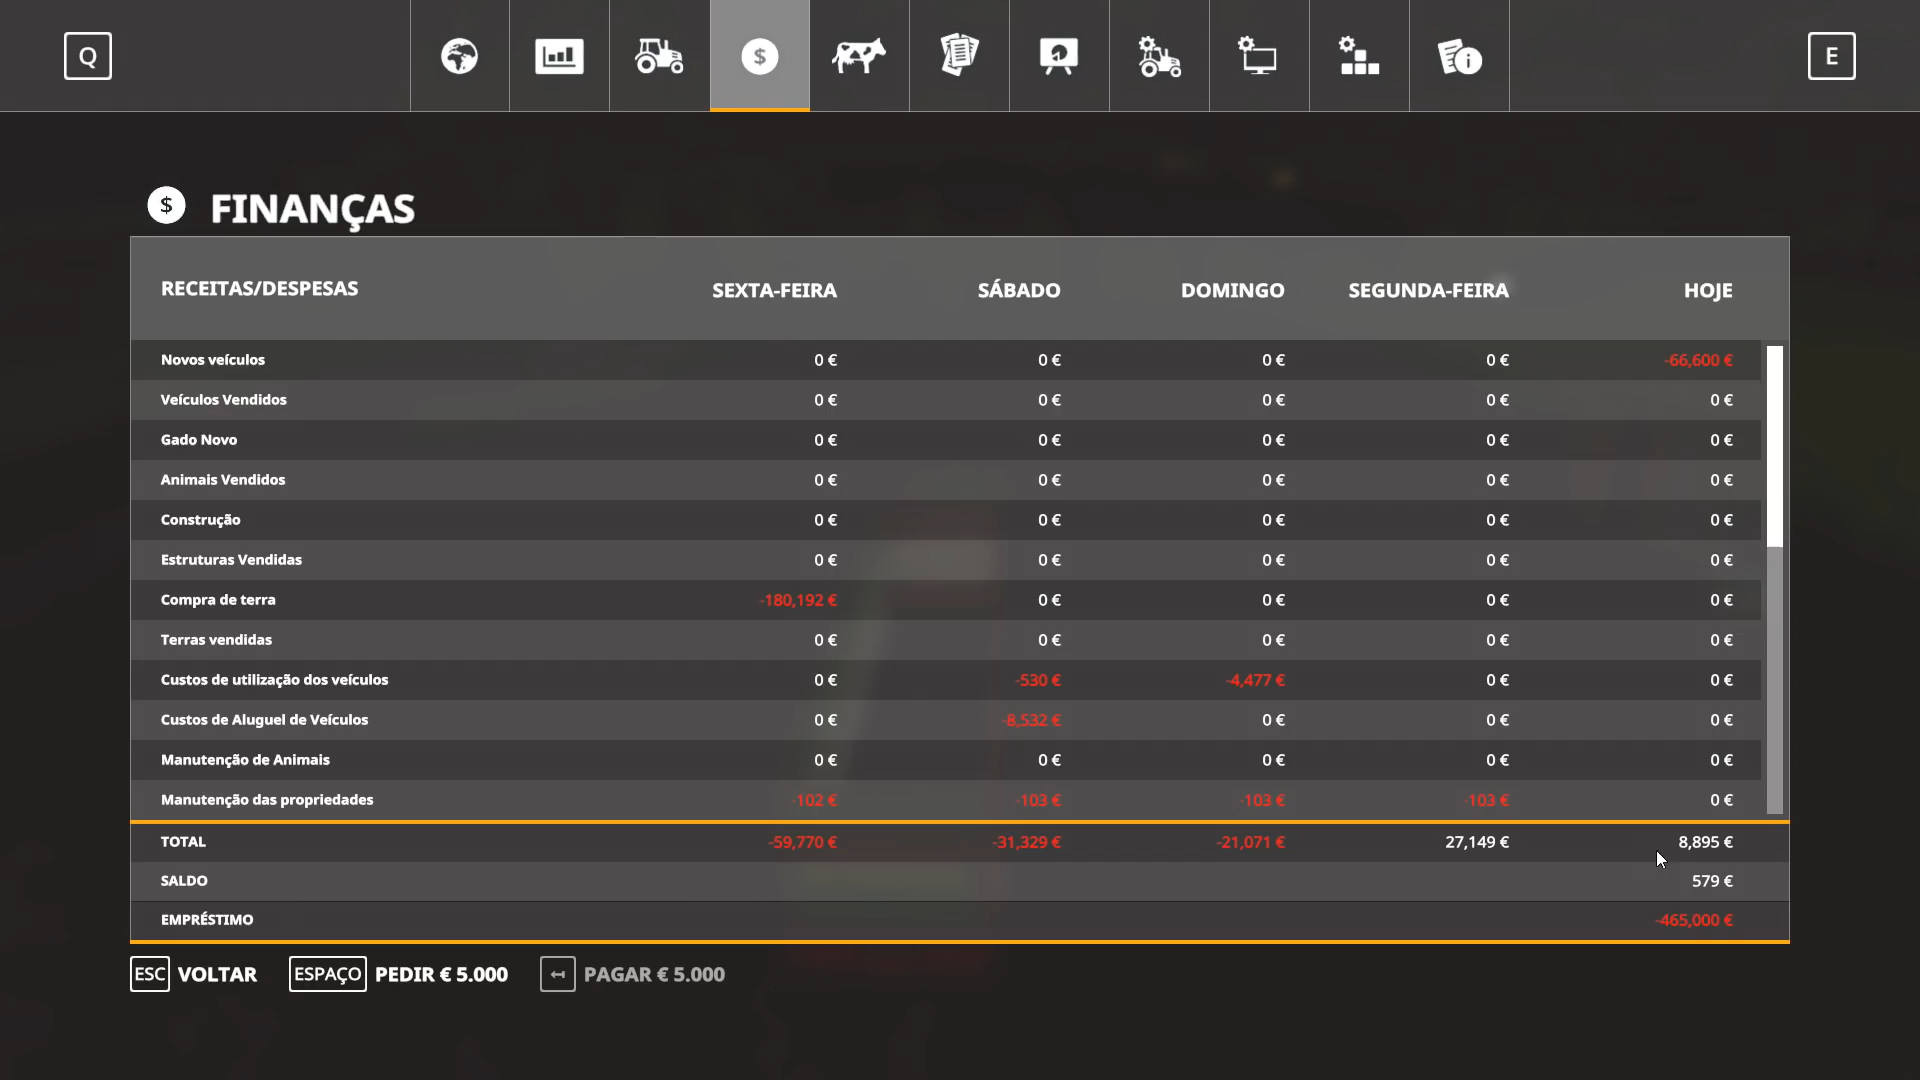 Q
E
$
$ FINANÇAS
RECEITAS/DESPESAS SEXTA-FEIRA SÁBADO DOMINGO SEGUNDA-FEIRA HOJE
Novos veículos 0 € 0 € 0 € 0 € -66,600 €
Veículos Vendidos 0 € 0 € 0 € 0 € 0 €
Gado Novo 0 € 0 € 0 € 0 € 0 €
Animais Vendidos 0 € 0 € 0 € 0 € 0 €
Construção 0 € 0 € 0 € 0 € 0 €
Estruturas Vendidas 0 € 0 € 0 € 0 € 0 €
Compra de terra -180,192 € 0 € 0 € 0 € 0 €
Terras vendidas 0 € 0 € 0 € 0 € 0 €
Custos de utilização dos veículos 0 € -530 € -4,477 € 0 € 0 €
Custos de Aluguel de Veículos 0 € -8,532 € 0 € 0 € 0 €
Manutenção de Animais 0 € 0 € 0 € 0 € 0 €
Manutenção das propriedades -102 € -103 € -103 € -103 € 0 €
TOTAL -59,770 € -31,329 € -21,071 € 27,149 € 8,895 €
SALDO 579 €
EMPRÉSTIMO -465,000 €
ESC VOLTAR ESPAÇO PEDIR € 5.000 PAGAR € 5.000